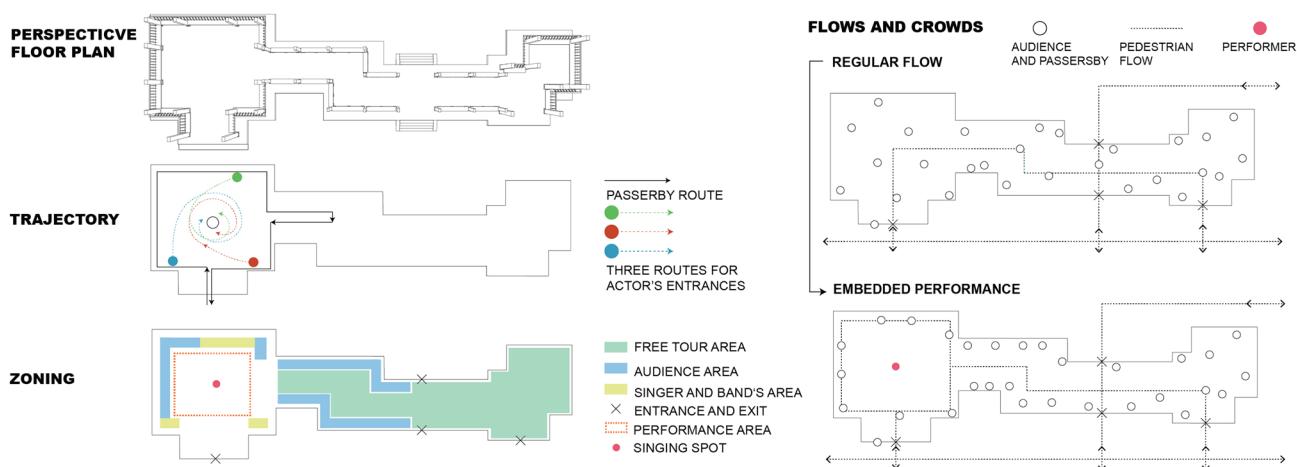 PERSPECTICVE
FLOOR PLAN
TRAJECTORY
PASSERBY ROUTE
THREE ROUTES FOR
ACTOR'S ENTRANCES
ZONING
FREE TOUR AREA
AUDIENCE AREA
SINGER AND BAND'S AREA
ENTRANCE AND EXIT
PERFORMANCE AREA
SINGING SPOT
FLOWS AND CROWDS
AUDIENCE
AND PASSERSBY
PEDESTRIAN
FLOW
PERFORMER
REGULAR FLOW
EMBEDDED PERFORMANCE